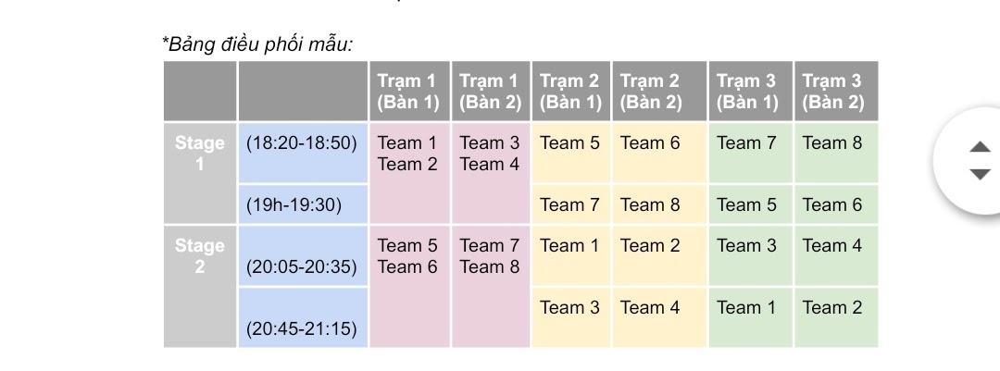 *Bảng điều phối mẫu:
Trạm 1 (Bàn 1) Trạm 1 (Bàn 2) Trạm 2 (Bàn 1) Trạm 2 (Bàn 2) Trạm 3 (Bàn 1) Trạm 3 (Bàn 2)
Stage 1 (18:20-18:50) Team 1 Team 2 Team 3 Team 4 Team 5 Team 6 Team 7 Team 8
(19h-19:30) Team 7 Team 8 Team 5 Team 6
Stage 2 (20:05-20:35) Team 5 Team 6 Team 7 Team 8 Team 1 Team 2 Team 3 Team 4
(20:45-21:15) Team 3 Team 4 Team 1 Team 2